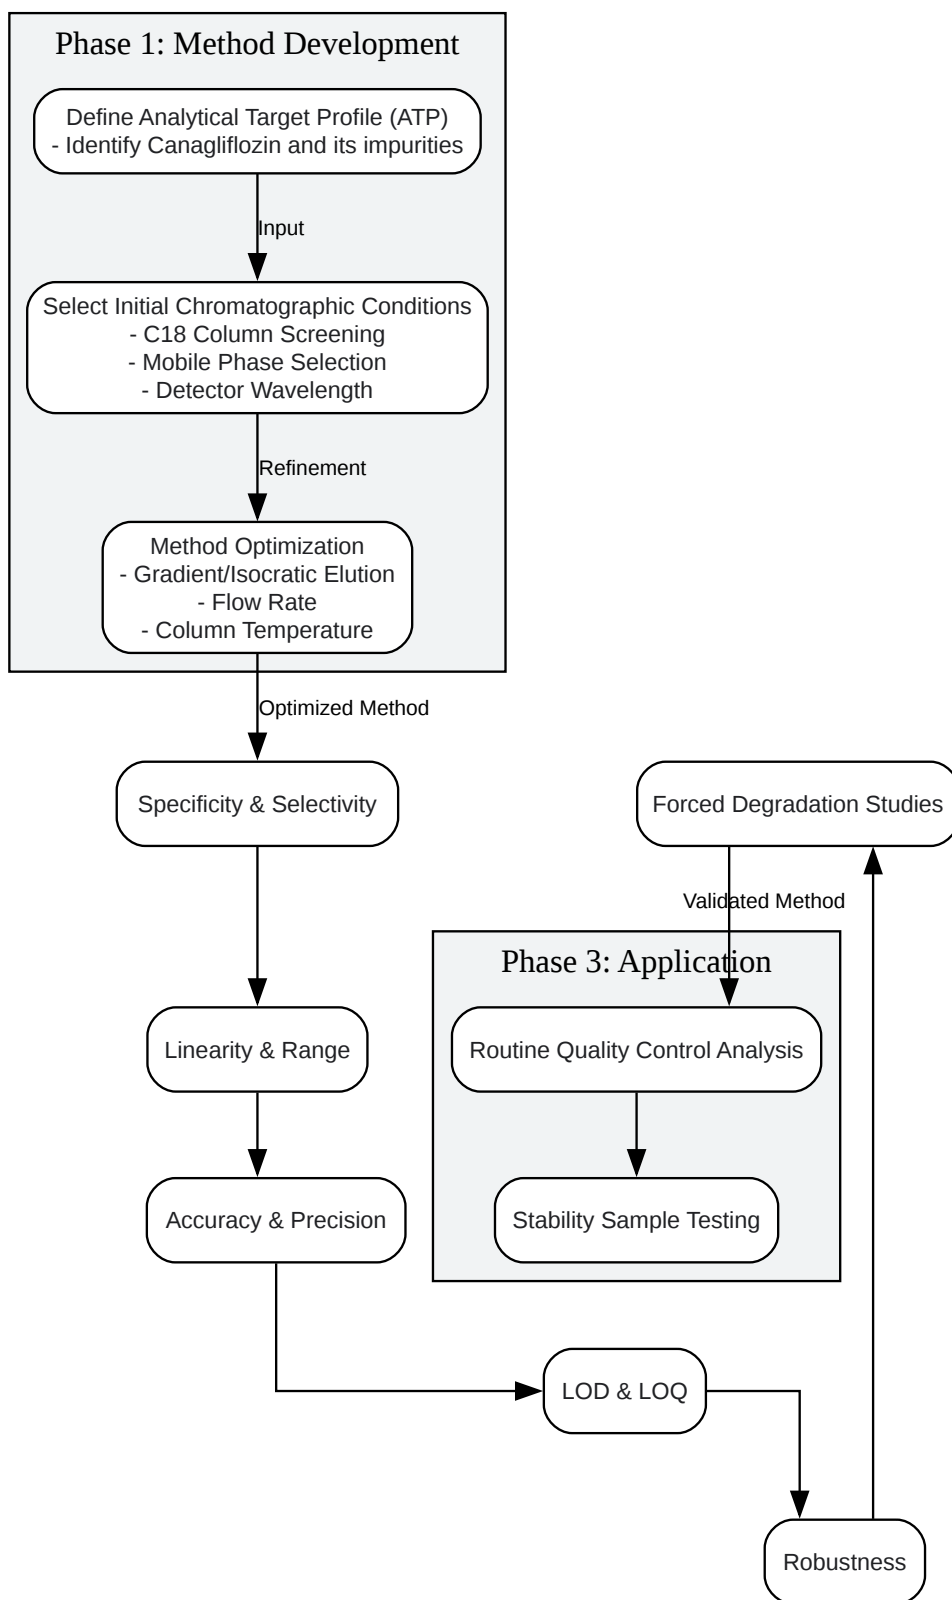 Phase 1: Method Development
Define Analytical Target Profile (ATP)
- Identify Canagliflozin and its impurities
Input
Select Initial Chromatographic Conditions
- C18 Column Screening
- Mobile Phase Selection
- Detector Wavelength
Refinement
Method Optimization
- Gradient/Isocratic Elution
- Flow Rate
- Column Temperature
Optimized Method
Specificity & Selectivity
Forced Degradation Studies
Validated Method
Phase 3: Application
Linearity & Range
Routine Quality Control Analysis
Accuracy & Precision
Stability Sample Testing
LOD & LOQ
Robustness